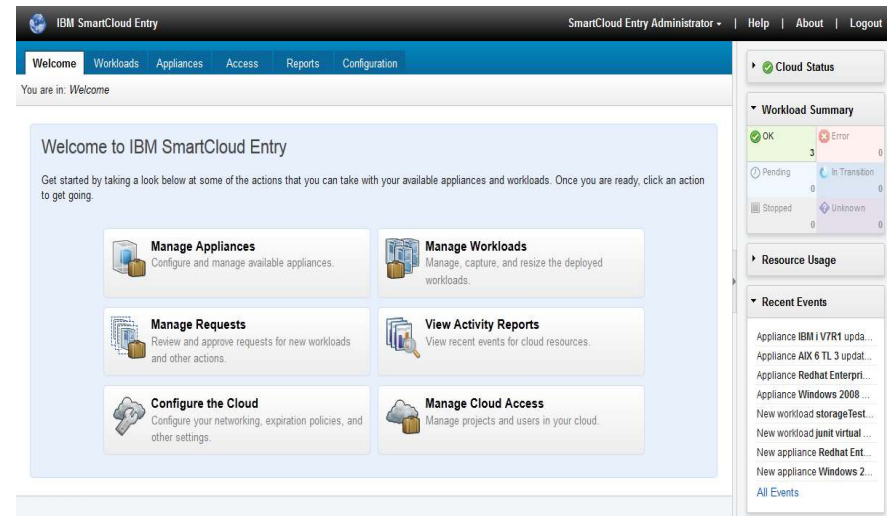 IBM SmartCloud Entry
SmartCloud Entry Administrator | Help | About | Logout
Welcome Workloads Appliances Access Reports Configuration
You are in: Welcome
Welcome to IBM SmartCloud Entry
Get started by taking a look below at some of the actions that you can take with your available appliances and workloads. Once you are ready, click an action
to get going.
Manage Appliances
Configure and manage available appliances.
Manage Workloads
Manage, capture, and resize the deployed
workloads.
Manage Requests
Review and approve requests for new workloads
and other actions.
View Activity Reports
View recent events for cloud resources.
Configure the Cloud
Configure your networking, expiration policies, and
other settings.
Manage Cloud Access
Manage projects and users in your cloud.
Cloud Status
Workload Summary
OK
3
Error
0
Pending
0
In Transition
0
Stopped
0
Unknown
0
Resource Usage
Recent Events
Appliance IBM i V7R1 upda...
Appliance AIX 6 TL 3 updat...
Appliance Redhat Enterpri...
Appliance Windows 2008 ...
New workload storageTest...
New workload junit virtual ...
New appliance Redhat Ent...
New appliance Windows 2...
All Events